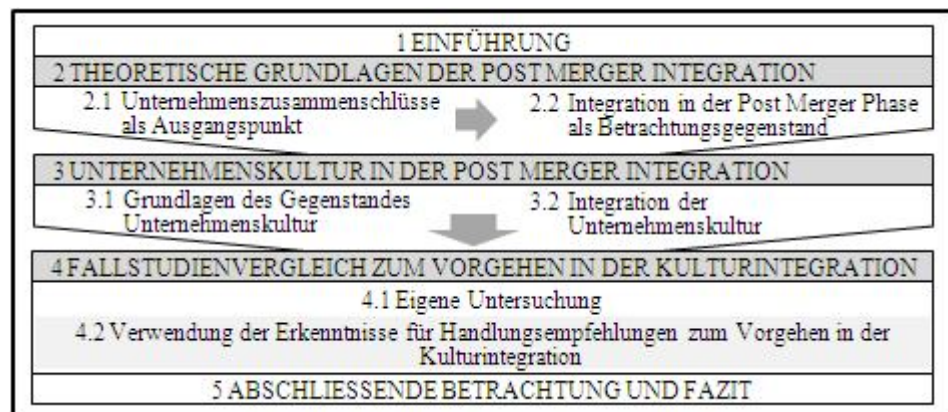 1 EINFÜHRUNG
2 THEORETISCHE GRUNDLAGEN DER POST MERGER INTEGRATION
2.1 Unternehmenszusammenschlüsse
als Ausgangspunkt
2.2 Integration in der Post Merger Phase
als Betrachtungsgegenstand
3 UNTERNEHMENSKULTUR IN DER POST MERGER INTEGRATION
3.1 Grundlagen des Gegenstandes
Unternehmenskultur
3.2 Integration der
Unternehmenskultur
4 FALLSTUDIENVERGLEICH ZUM VORGEHEN IN DER KULTURINTEGRATION
4.1 Eigene Untersuchung
4.2 Verwendung der Erkenntnisse für Handlungsempfehlungen zum Vorgehen in der
Kulturintegration
5 ABSCHLIESSENDE BETRACHTUNG UND FAZIT